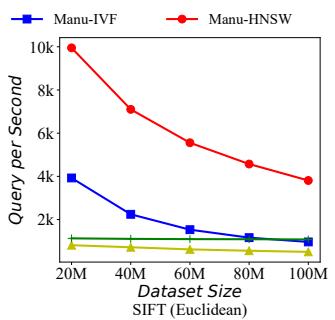 Manu-IVF Manu-HNSW
10k
8k
6k
4k
2k
Query per Second
20M 40M 60M 80M 100M
Dataset Size
SIFT (Euclidean)